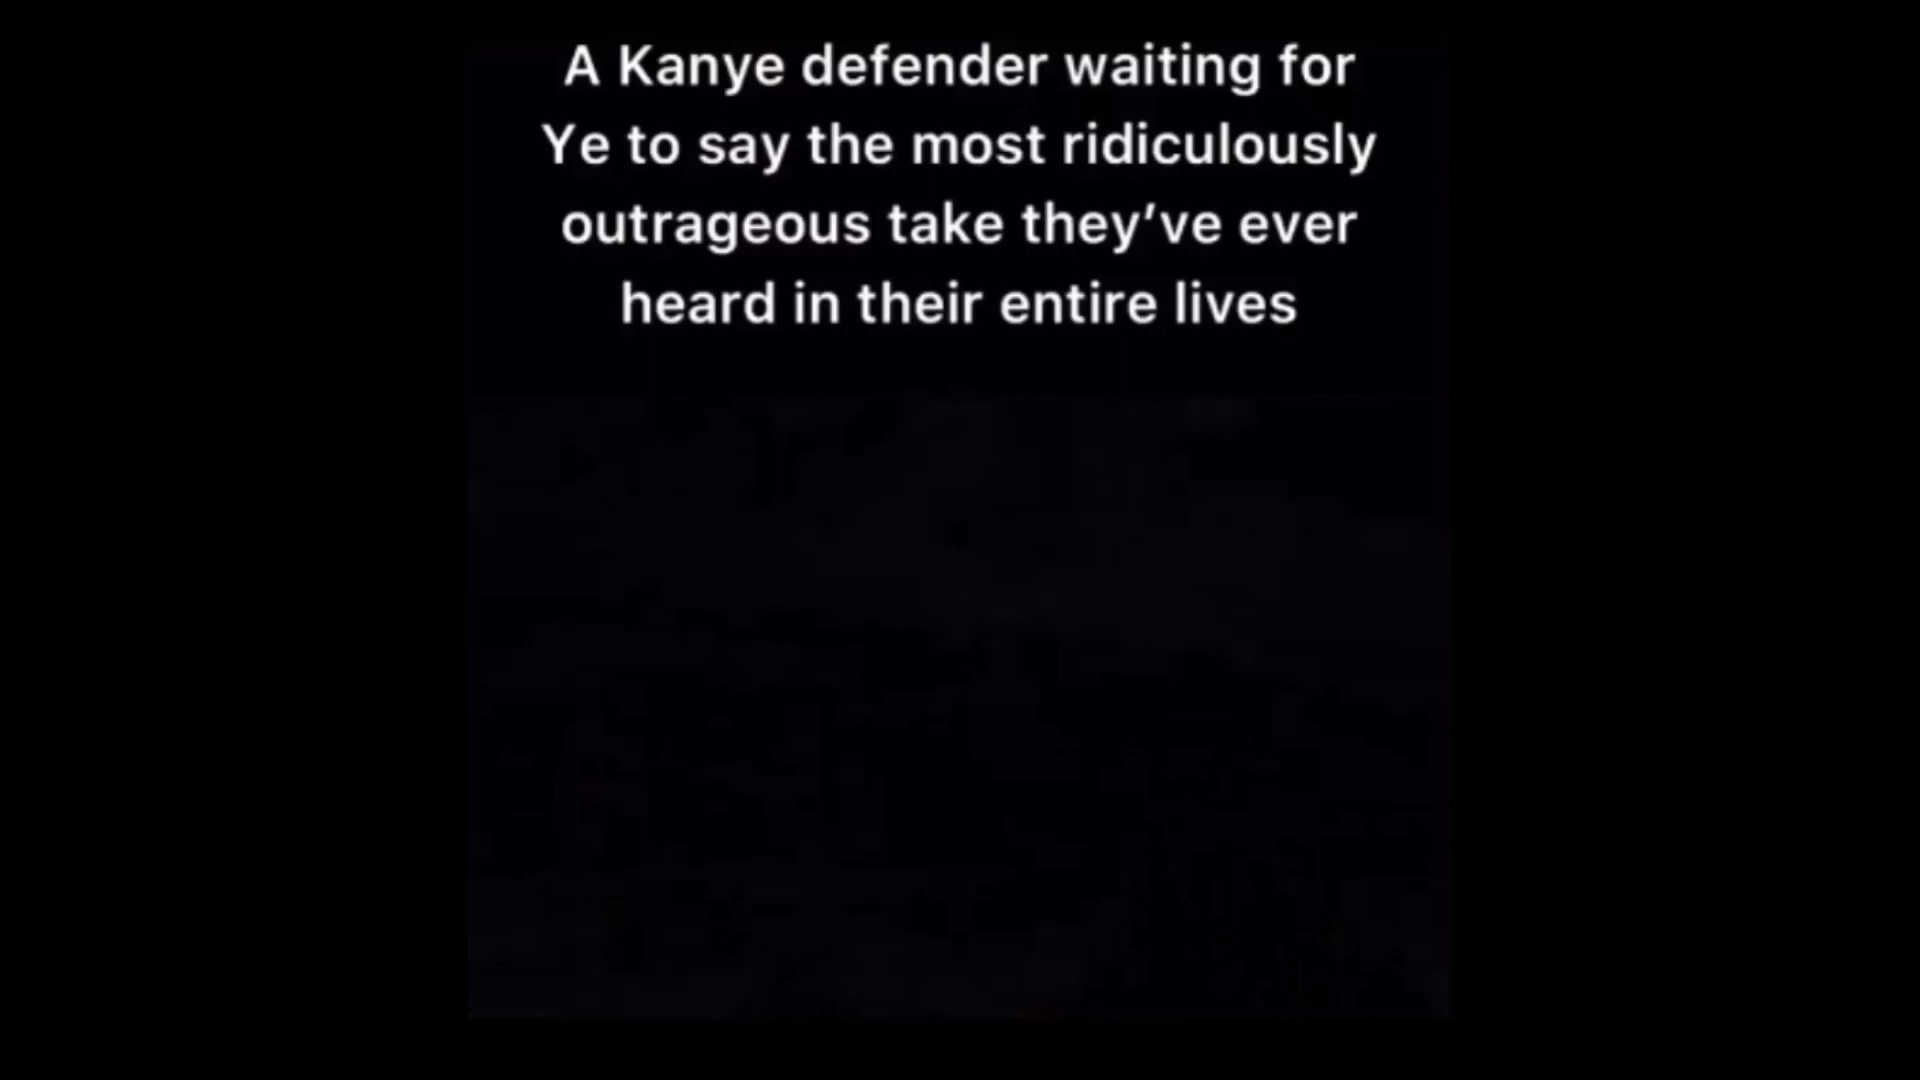 A Kanye defender waiting for
Ye to say the most ridiculously
outrageous take they’ve ever
heard in their entire lives